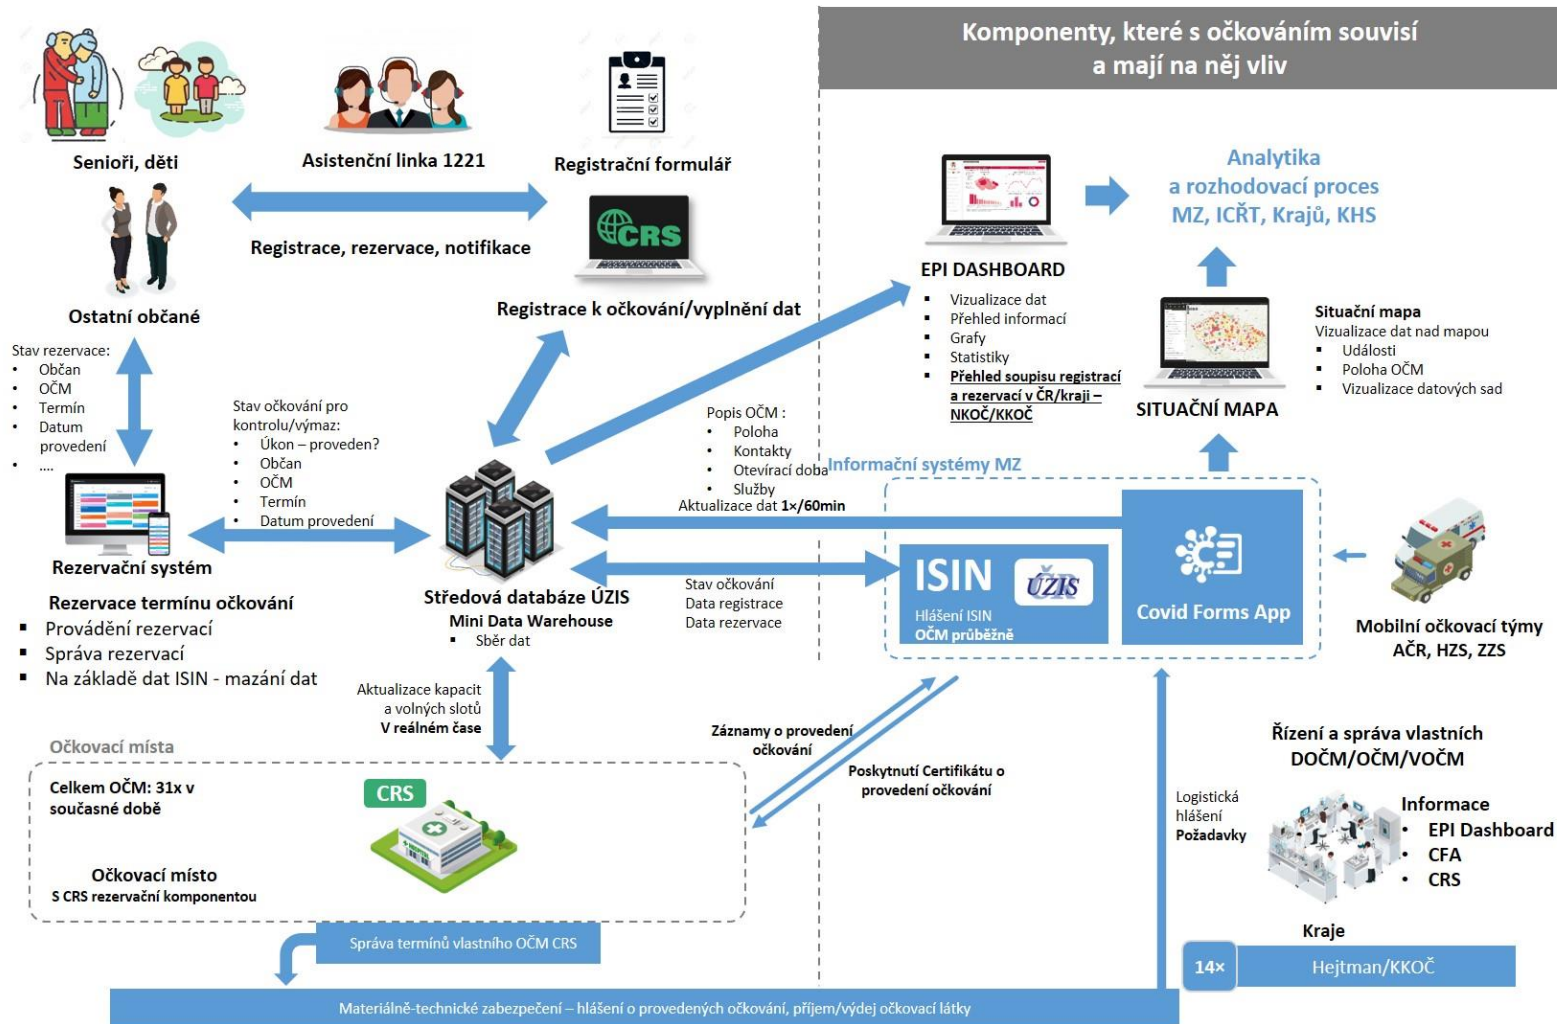 Komponenty, které s očkováním souvisí
a mají na něj vliv
Senioři, děti
Asistenční linka 1221
Registrační formulář
Registrace, rezervace, notifikace
CRS
Registrace k očkování/vyplnění dat
Ostatní občané
Stav rezervace:
• Občan
• OČM
• Termín
• Datum
provedení
• ....
Stav očkování pro
kontrolu/výmaz:
• Úkon – proveden?
• Občan
• OČM
• Termín
• Datum provedení
Rezervační systém
Rezervace termínu očkování
▪ Provádění rezervací
▪ Správa rezervací
▪ Na základě dat ISIN - mazání dat
Středová databáze ÚZIS
Mini Data Warehouse
▪ Sběr dat
Popis OČM :
• Poloha
• Kontakty
• Otevírací doba
• Služby
Aktualizace dat 1×/60min
Stav očkování
Data registrace
Data rezervace
Aktualizace kapacit
a volných slotů
V reálném čase
EPI DASHBOARD
▪ Vizualizace dat
▪ Přehled informací
▪ Grafy
▪ Statistiky
▪ Přehled soupisu registrací
a rezervací v ČR/kraji –
NKOČ/KKOČ
Analytika
a rozhodovací proces
MZ, ICŘT, Krajů, KHS
SITUAČNÍ MAPA
Situační mapa
Vizualizace dat nad mapou
▪ Události
▪ Poloha OČM
▪ Vizualizace datových sad
Informační systémy MZ
ISIN
ÚZIS
ČR
Hlášení ISIN
OČM průběžně
Covid Forms App
Mobilní očkovací týmy
AČR, HZS, ZZS
Záznamy o provedení
očkování
Poskytnutí Certifikátu o
provedení očkování
Očkovací místa
Celkem OČM: 31x v
současné době
CRS
Očkovací místo
S CRS rezervační komponentou
Řízení a správa vlastních
DOČM/OČM/VOČM
Logistická
hlášení
Požadavky
Informace
• EPI Dashboard
• CFA
• CRS
Kraje
14×
Hejtman/KKOČ
Správa termínů vlastního OČM CRS
Materiálně-technické zabezpečení – hlášení o provedených očkování, příjem/výdej očkovací látky